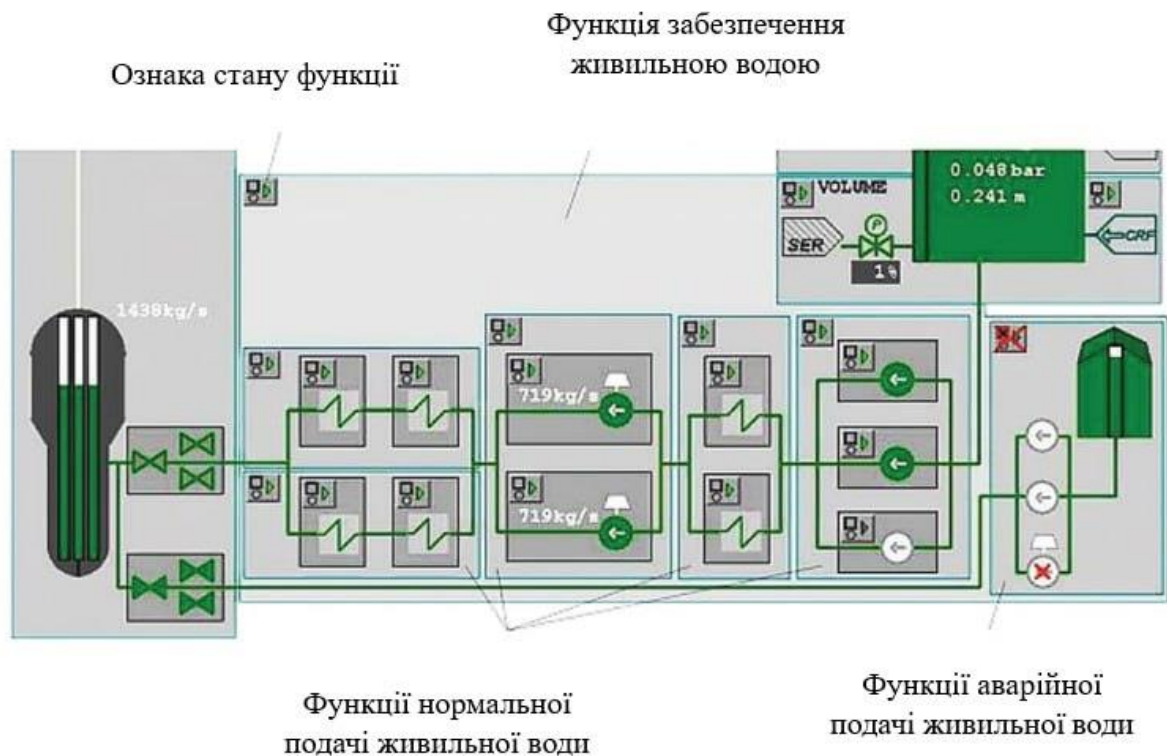 Функція забезпечення
живильною водою
Ознака стану функції
0.048 bar
0.241 m
VOLUME
P
SER
CRF
1%
1438kg/s
719kg/s
719kg/s
Функції нормальної
подачі живильної води
Функції аварійної
подачі живильної води